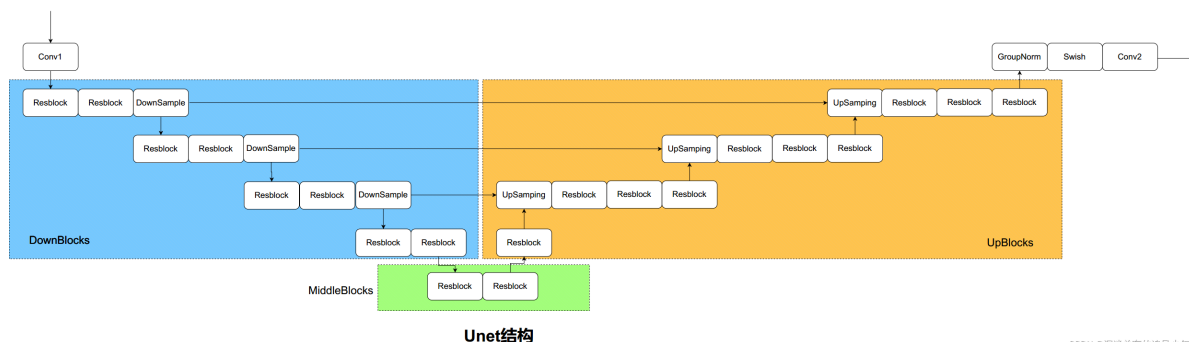 Conv1
GroupNorm Swish Conv2
Resblock Resblock DownSample UpSamping Resblock Resblock Resblock
Resblock Resblock DownSample UpSamping Resblock Resblock Resblock
Resblock Resblock DownSample UpSamping Resblock Resblock Resblock
DownBlocks Resblock Resblock Resblock UpBlocks
MiddleBlocks Resblock Resblock
Unet结构